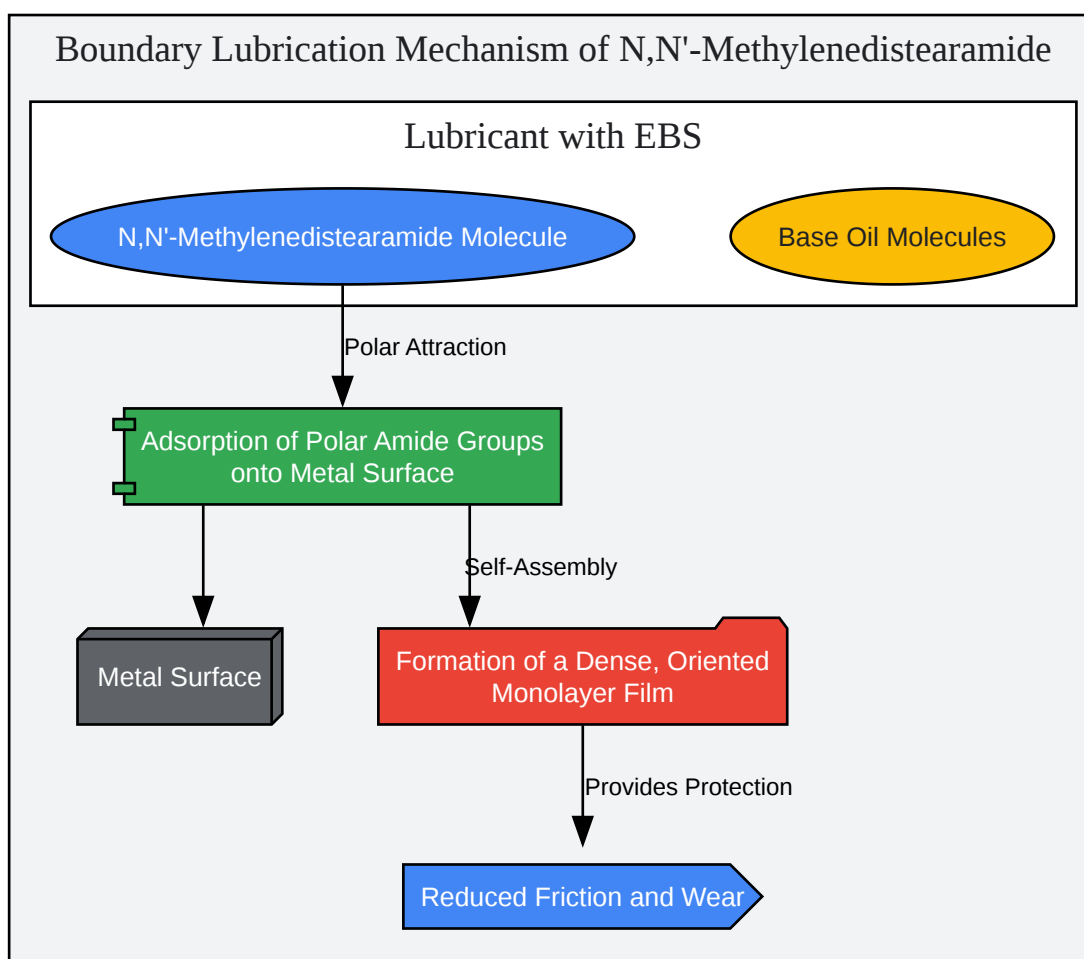 Boundary Lubrication Mechanism of N,N'-Methylenedistearamide
Lubricant with EBS
N,N'-Methylenedistearamide Molecule
Base Oil Molecules
Polar Attraction
Adsorption of Polar Amide Groups
onto Metal Surface
Self-Assembly
Metal Surface
Formation of a Dense, Oriented
Monolayer Film
Provides Protection
Reduced Friction and Wear